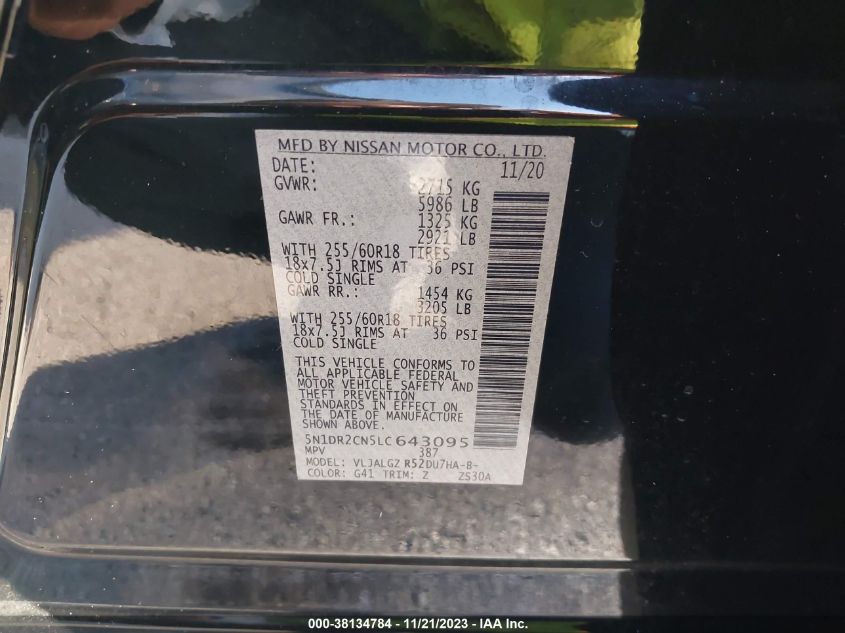 MFD BY NISSAN MOTOR CO., LTD.
DATE: 11/20
GVWR: 2715 KG
5986 LB
GAWR FR.: 1325 KG
2921 LB
WITH 255/60R18 TIRES
18x7.5J RIMS AT 36 PSI
COLD SINGLE
GAWR RR.: 1454 KG
3205 LB
WITH 255/60R18 TIRES
18x7.5J RIMS AT 36 PSI
COLD SINGLE
THIS VEHICLE CONFORMS TO
ALL APPLICABLE FEDERAL
MOTOR VEHICLE SAFETY AND
THEFT PREVENTION
STANDARDS IN EFFECT ON
THE DATE OF MANUFACTURE
SHOWN ABOVE.
5N1DR2CN5LC643095
MPV 387
MODEL: VLJALGZ R52DU7HA-B-
COLOR: G41 TRIM: Z ZS30A
000-38134784 — 11/21/2023 — IAA Inc.